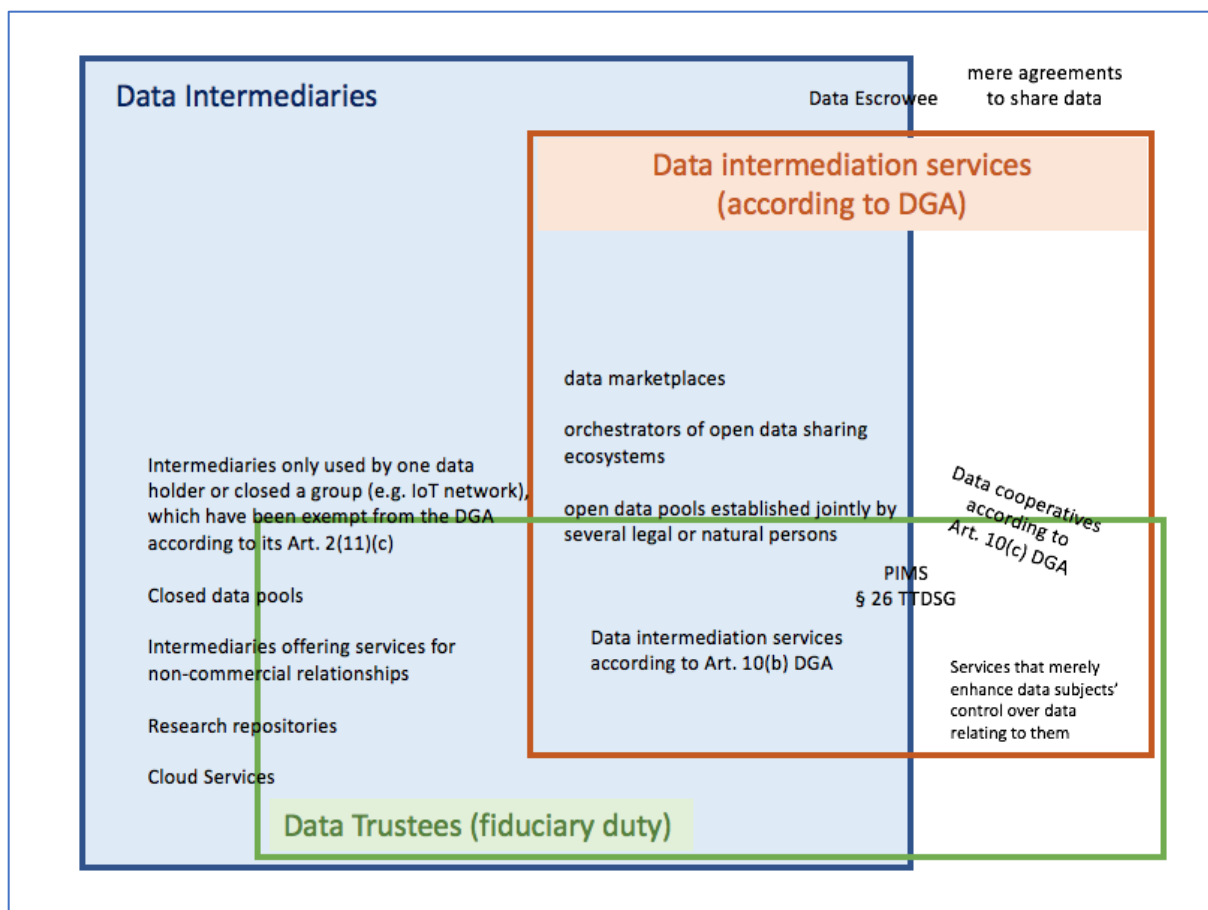 Data Intermediaries
Data Escrowee
mere agreements
to share data
Data intermediation services
(according to DGA)
data marketplaces
orchestrators of open data sharing
ecosystems
open data pools established jointly by
several legal or natural persons
Intermediaries only used by one data
holder or closed a group (e.g. IoT network),
which have been exempt from the DGA
according to its Art. 2(11)(c)
Closed data pools
Intermediaries offering services for
non-commercial relationships
Research repositories
Cloud Services
Data cooperatives
according to
Art. 10(c) DGA
PIMS
§ 26 TTDSG
Data intermediation services
according to Art. 10(b) DGA
Services that merely
enhance data subjects’
control over data
relating to them
Data Trustees (fiduciary duty)